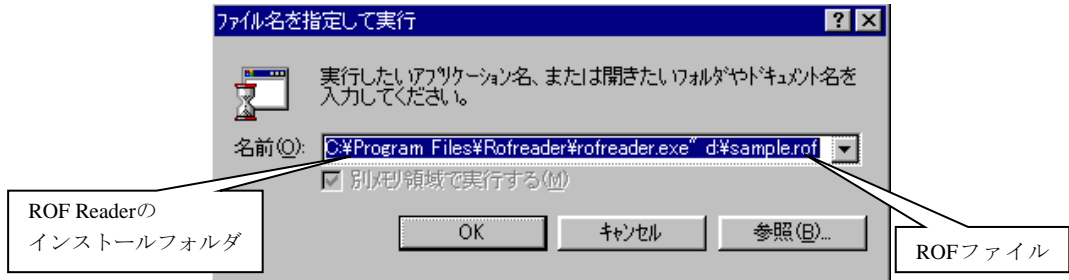 ファイル名を指定して実行
実行したいアプリケーション名、または開きたいフォルダやドキュメント名を
入力してください。
名前(O):
C:¥Program Files¥Rofreader¥rofreader.exe" d:¥sample.rof
別メモリ領域で実行する(M)
ROF Readerの
インストールフォルダ
OK
キャンセル
参照(B)...
ROFファイル